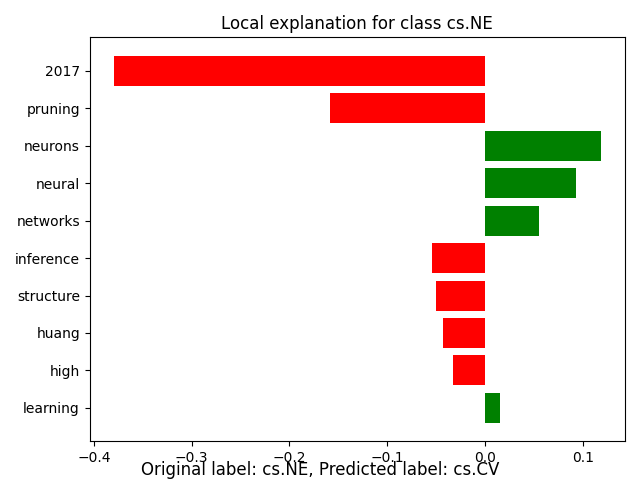 Local explanation for class cs.NE
2017
pruning
neurons
neural
networks
inference
structure
huang
high
learning
−0.4 −0.3 −0.2 −0.1 0.0 0.1
Original label: cs.NE, Predicted label: cs.CV